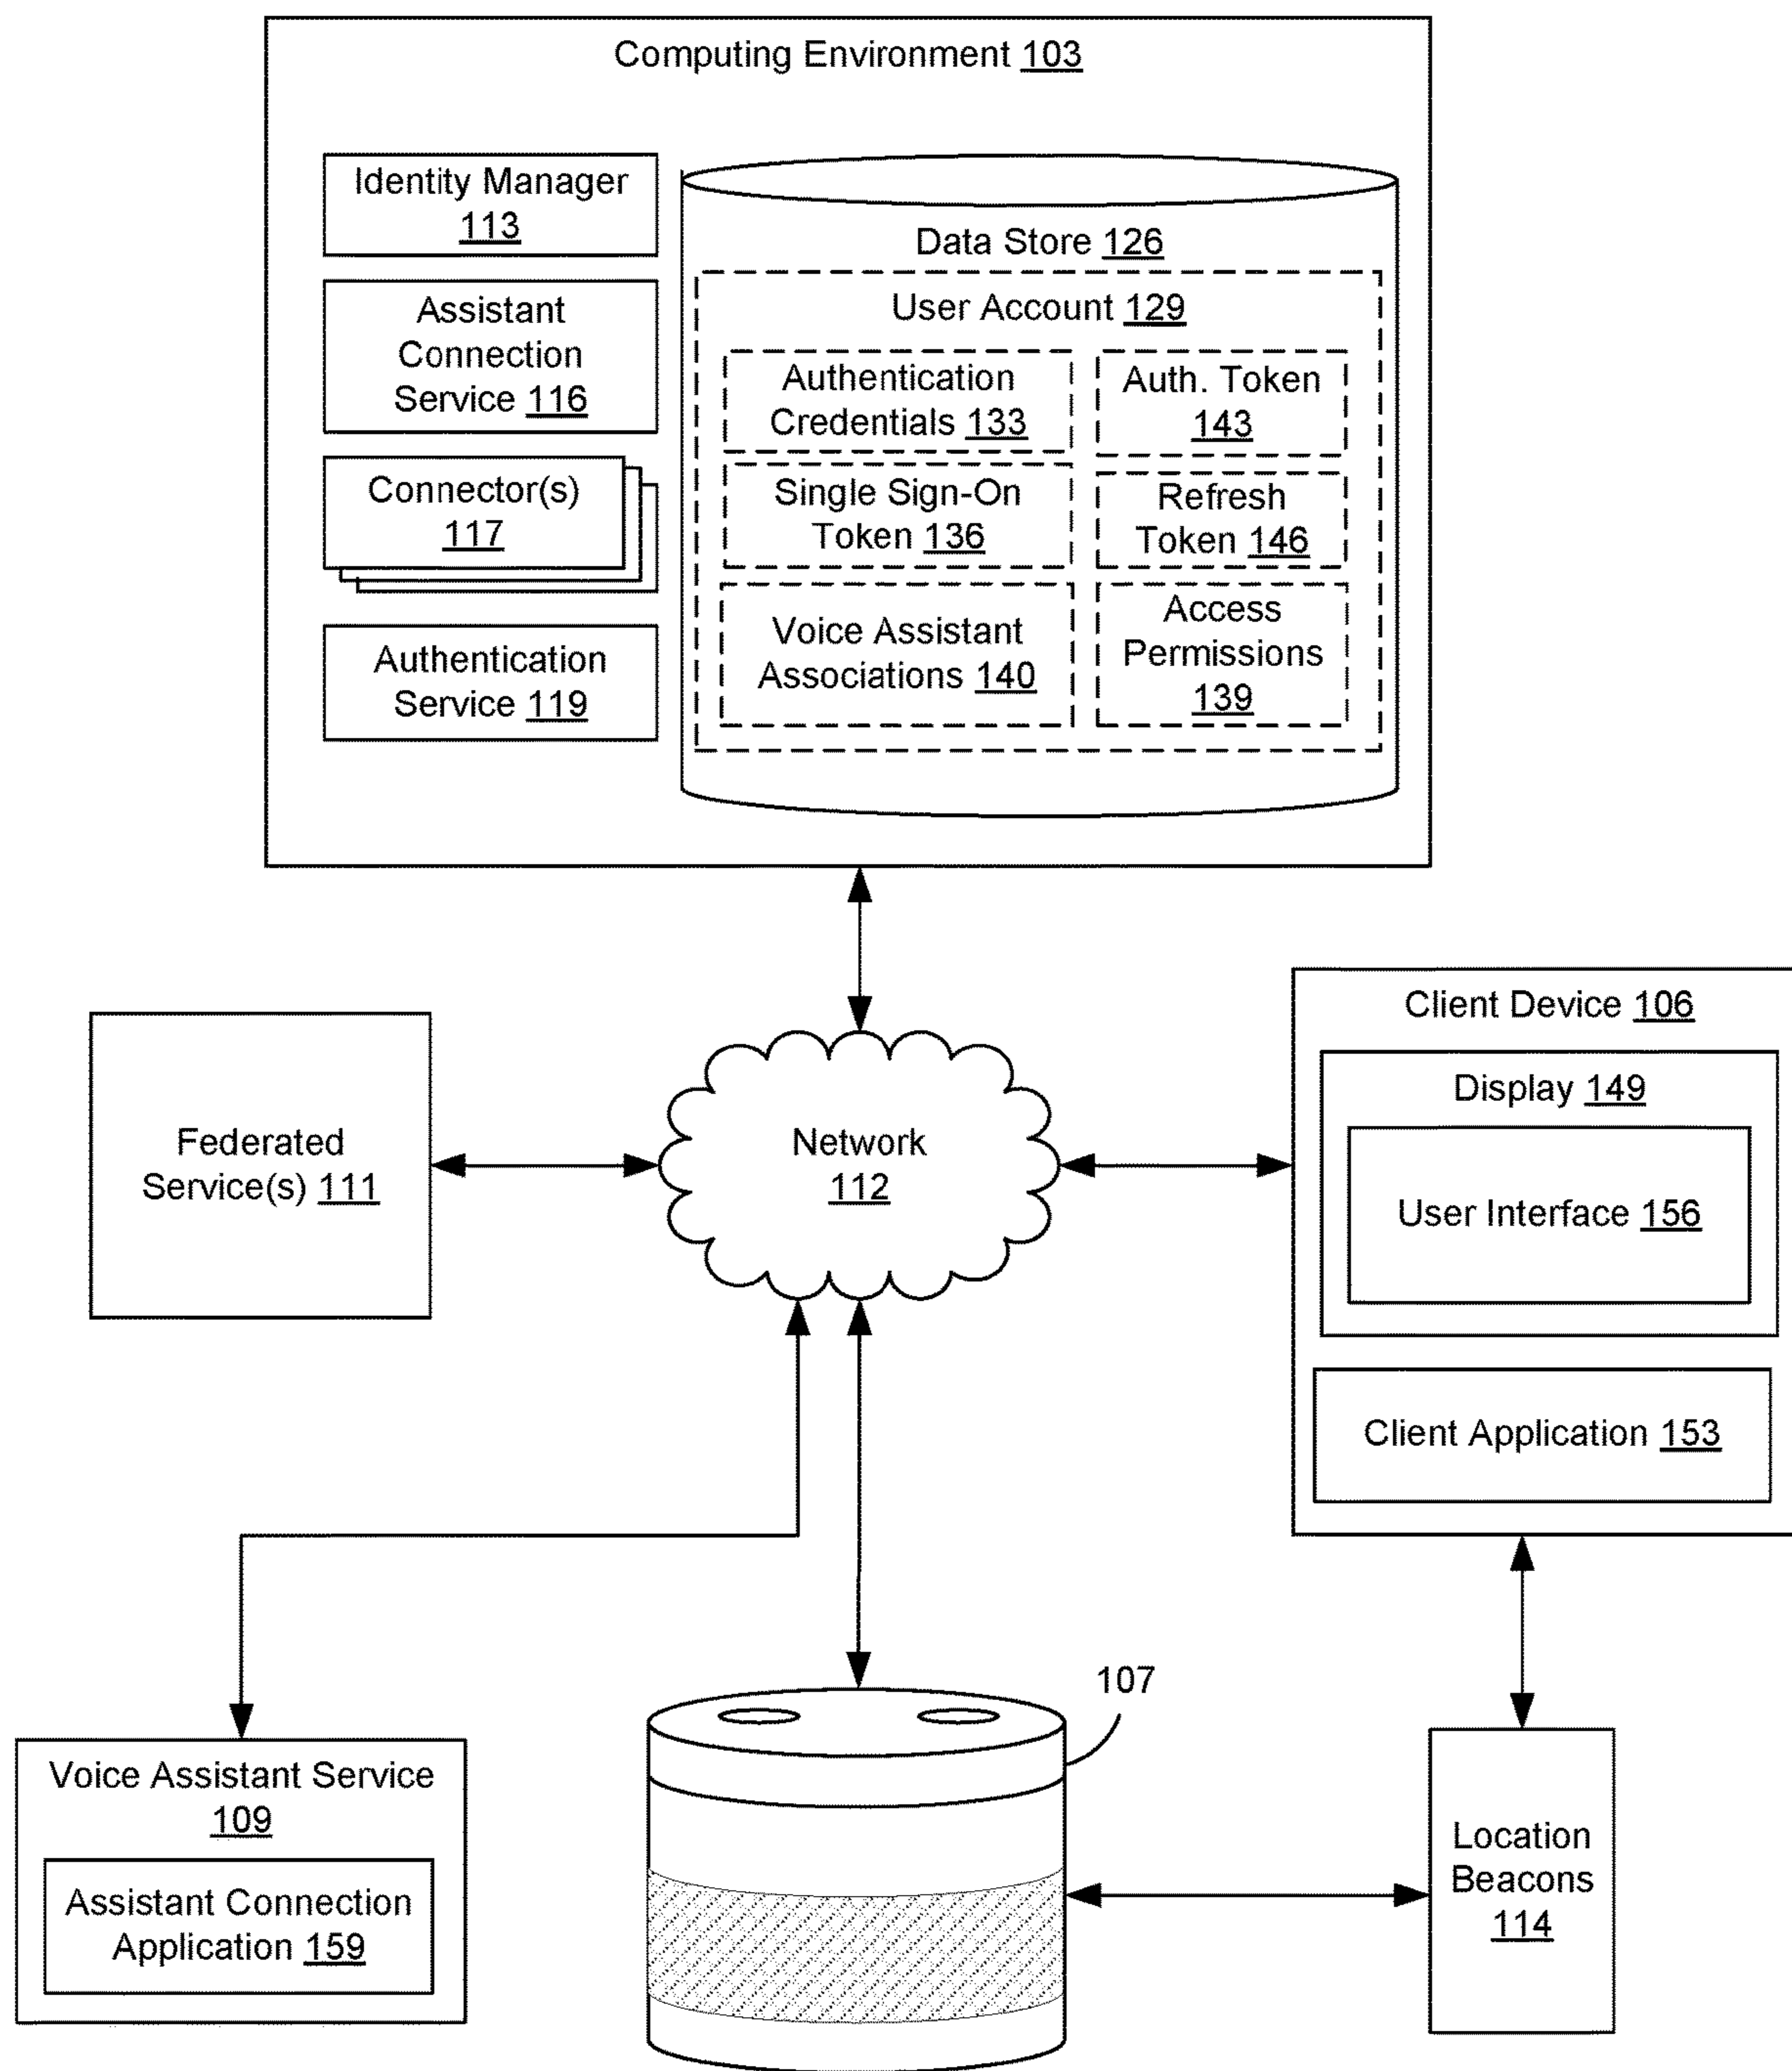 Computing Environment 103
Identity Manager
113
Assistant
Connection
Service 116
Connector(s)
117
Authentication
Service 119
Data Store 126
User Account 129
Authentication
Credentials 133
Auth. Token
143
Single Sign-On
Token 136
Refresh
Token 146
Voice Assistant
Associations 140
Access
Permissions
139
Federated
Service(s) 111
Network
112
Client Device 106
Display 149
User Interface 156
Client Application 153
Voice Assistant Service
109
Assistant Connection
Application 159
107
Location
Beacons
114